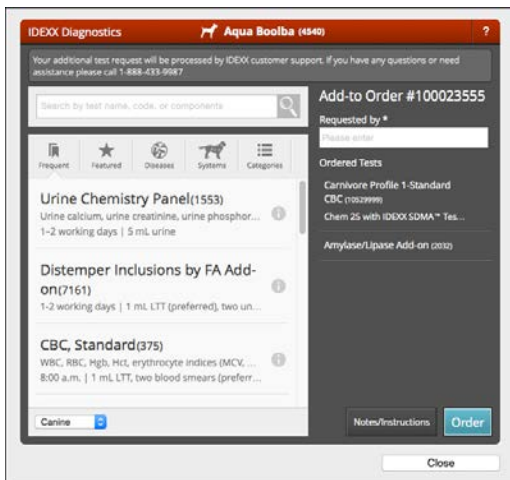 IDEXX Diagnostics
Aqua Boolba (4540)
?
Your additional test request will be processed by IDEXX customer support. If you have any questions or need
assistance please call 1-888-433-9987
Search by test name, code, or components
Frequent
Featured
Diseases
Systems
Categories
Urine Chemistry Panel(1553)
Urine calcium, urine creatinine, urine phosphor...
1-2 working days | 5 mL urine
Distemper Inclusions by FA Add-
on(7161)
1-2 working days | 1 mL LTT (preferred), two un...
CBC, Standard(375)
WBC, RBC, Hgb, Hct, erythrocyte indices (MCV, ...
8:00 a.m. | 1 mL LTT, two blood smears (preferr...
Canine
Add-to Order #100023555
Requested by *
Please enter
Ordered Tests
Carnivore Profile 1-Standard
CBC (10529999)
Chem 25 with IDEXX SDMA™ Tes...
Amylase/Lipase Add-on (2032)
Notes/Instructions
Order
Close